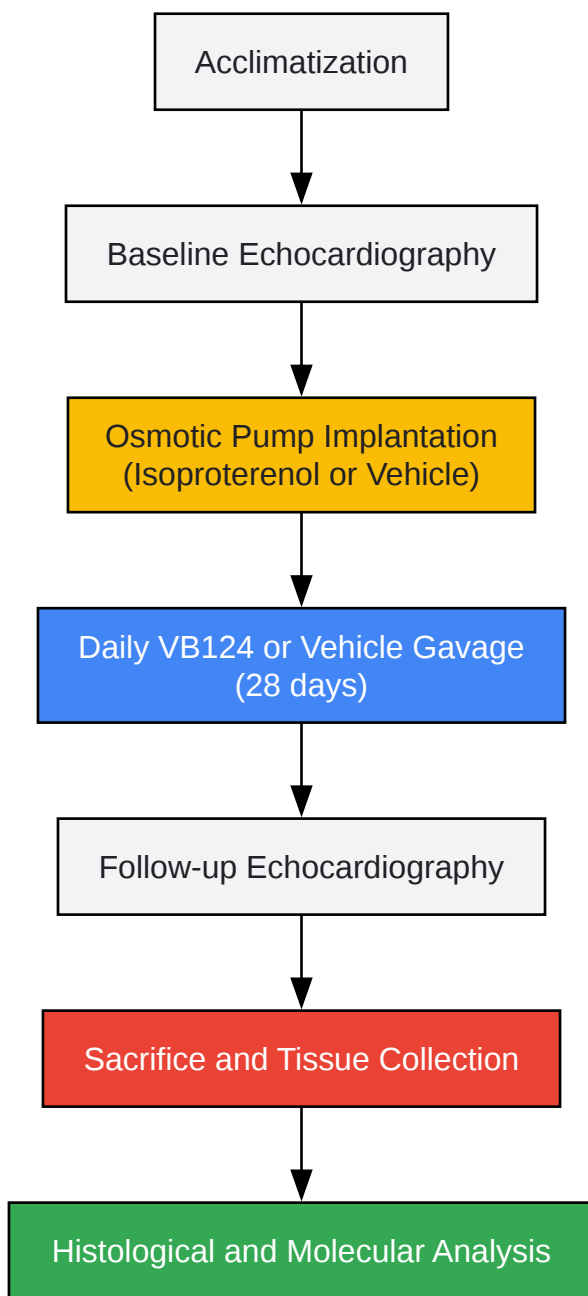 Acclimatization
Baseline Echocardiography
Osmotic Pump Implantation
(Isoproterenol or Vehicle)
Daily VB124 or Vehicle Gavage
(28 days)
Follow-up Echocardiography
Sacrifice and Tissue Collection
Histological and Molecular Analysis